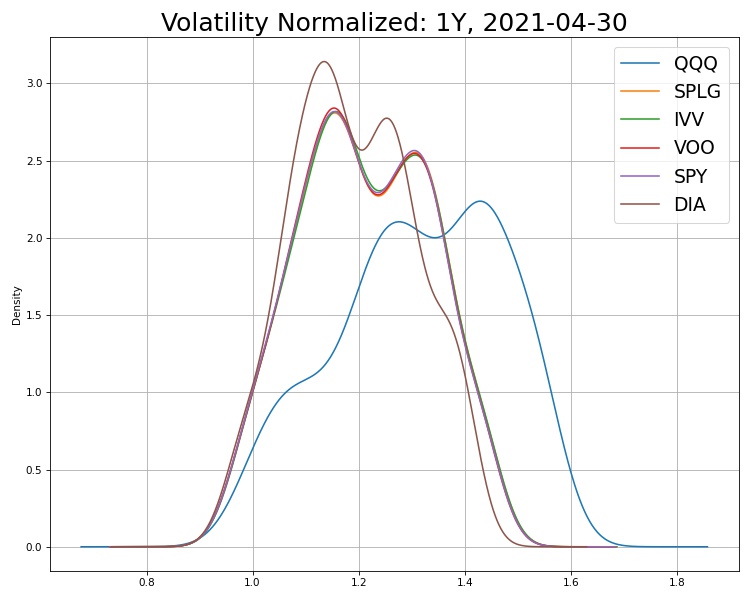 Volatility Normalized: 1Y, 2021-04-30
QQQ
SPLG
IVV
VOO
SPY
DIA
Density
3.0
2.5
2.0
1.5
1.0
0.5
0.0
0.8
1.0
1.2
1.4
1.6
1.8